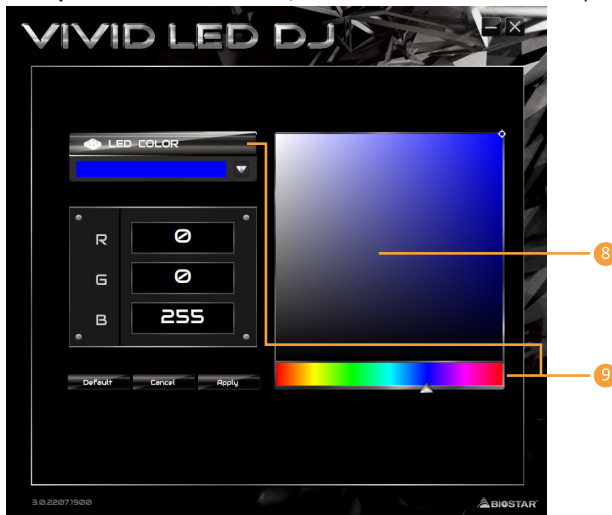 VIVID LED DJ
LED COLOR
R 0
G 0
B 255
Default Cancel Apply
8
9
3.0.2207.1900
BIOSTAR